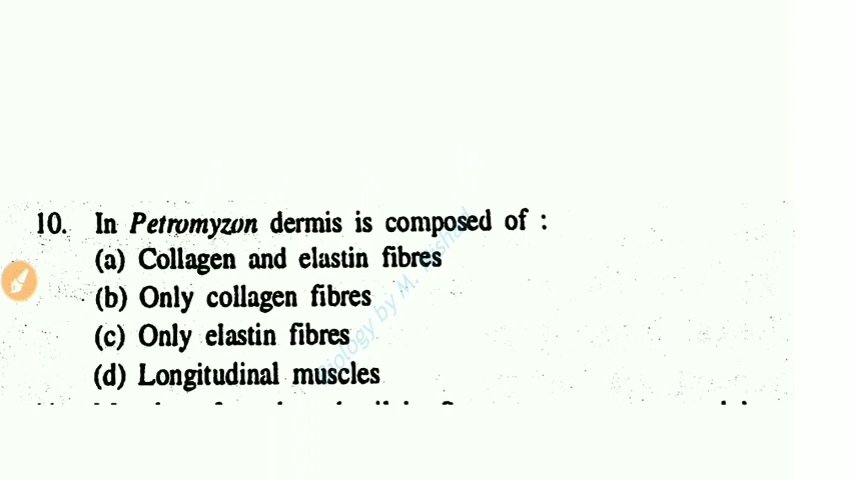 10. In Petromyzon dermis is composed of :
(a) Collagen and elastin fibres
(b) Only collagen fibres
(c) Only elastin fibres
(d) Longitudinal muscles